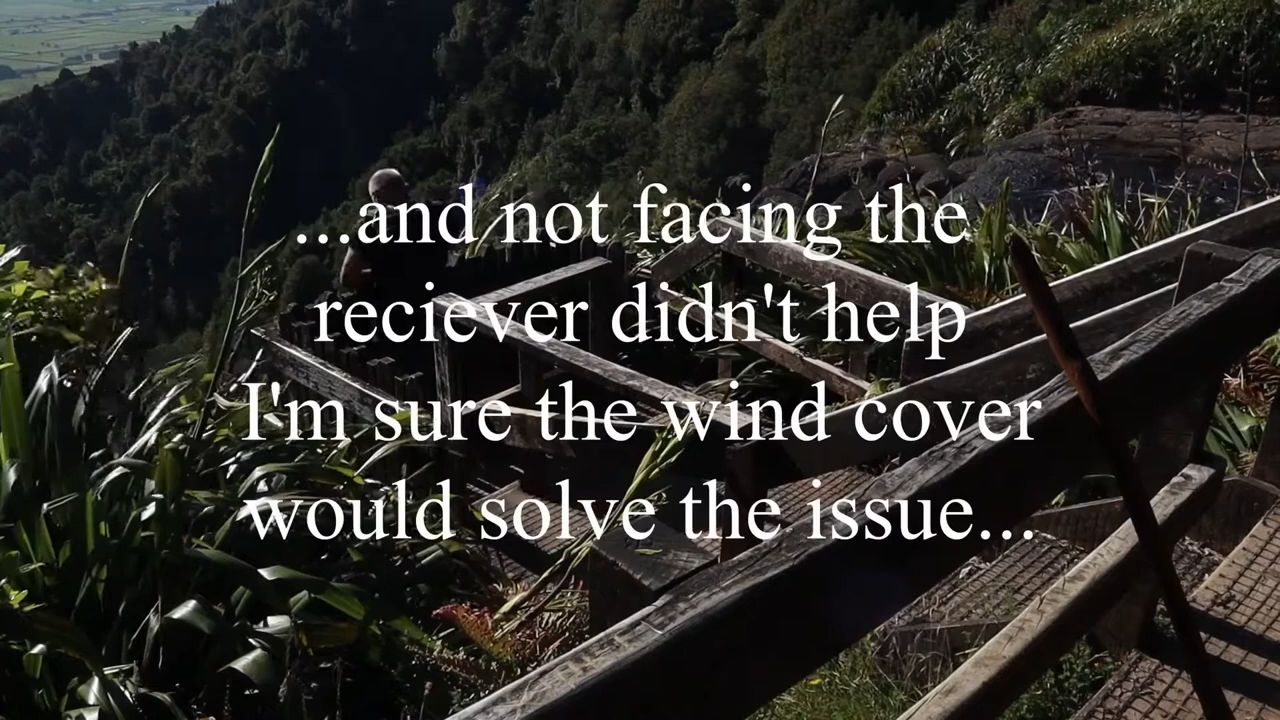 ...and not facing the
reciever didn't help
I'm sure the wind cover
would solve the issue...